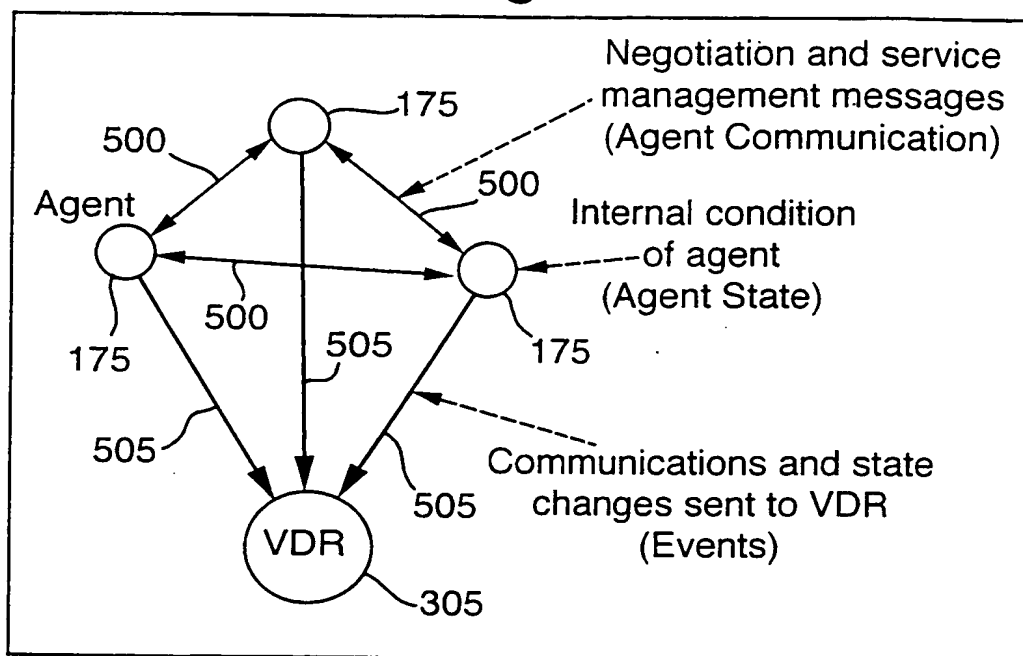 Negotiation and service
management messages
(Agent Communication)
175
500
500
Agent
Internal condition
of agent
(Agent State)
500
175
505
175
505
505
Communications and state
changes sent to VDR
(Events)
VDR
305